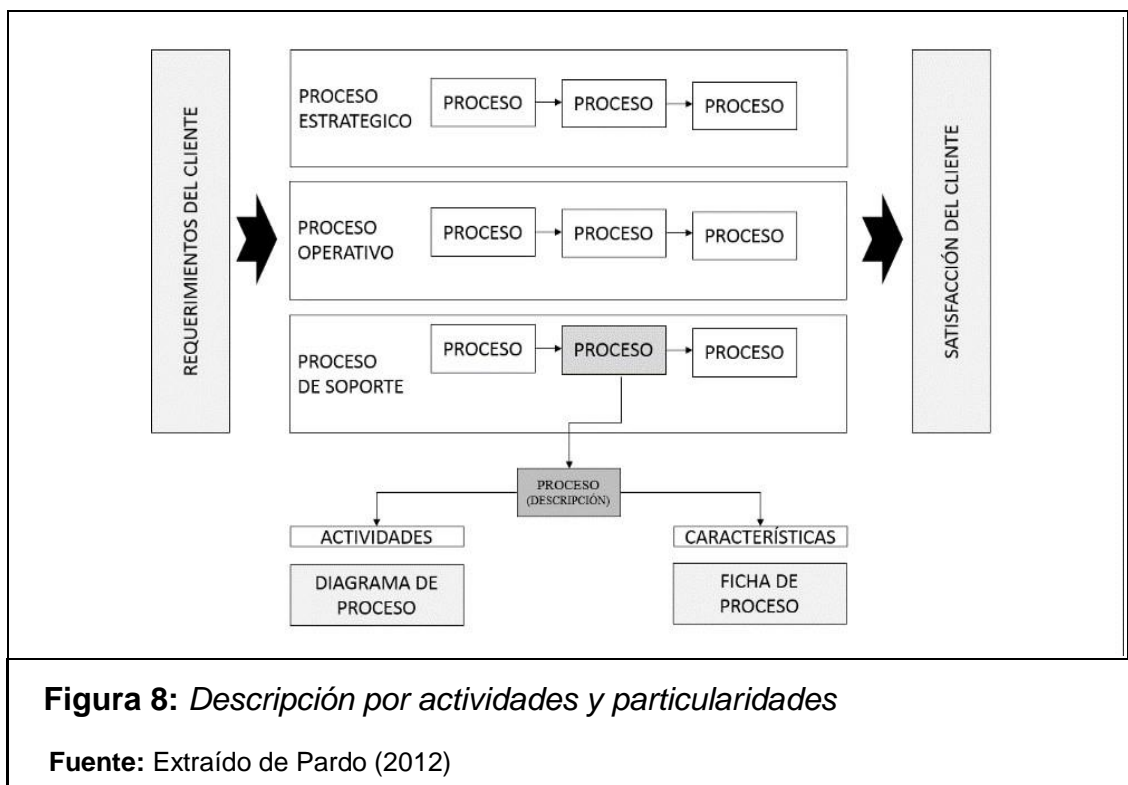 REQUERIMIENTOS DEL CLIENTE
PROCESO
ESTRATEGICO
PROCESO
PROCESO
PROCESO
PROCESO
OPERATIVO
PROCESO
PROCESO
PROCESO
PROCESO
DE SOPORTE
PROCESO
PROCESO
PROCESO
SATISFACCIÓN DEL CLIENTE
PROCESO
(DESCRIPCIÓN)
ACTIVIDADES
CARACTERÍSTICAS
DIAGRAMA DE
PROCESO
FICHA DE
PROCESO
Figura 8: Descripción por actividades y particularidades
Fuente: Extraído de Pardo (2012)